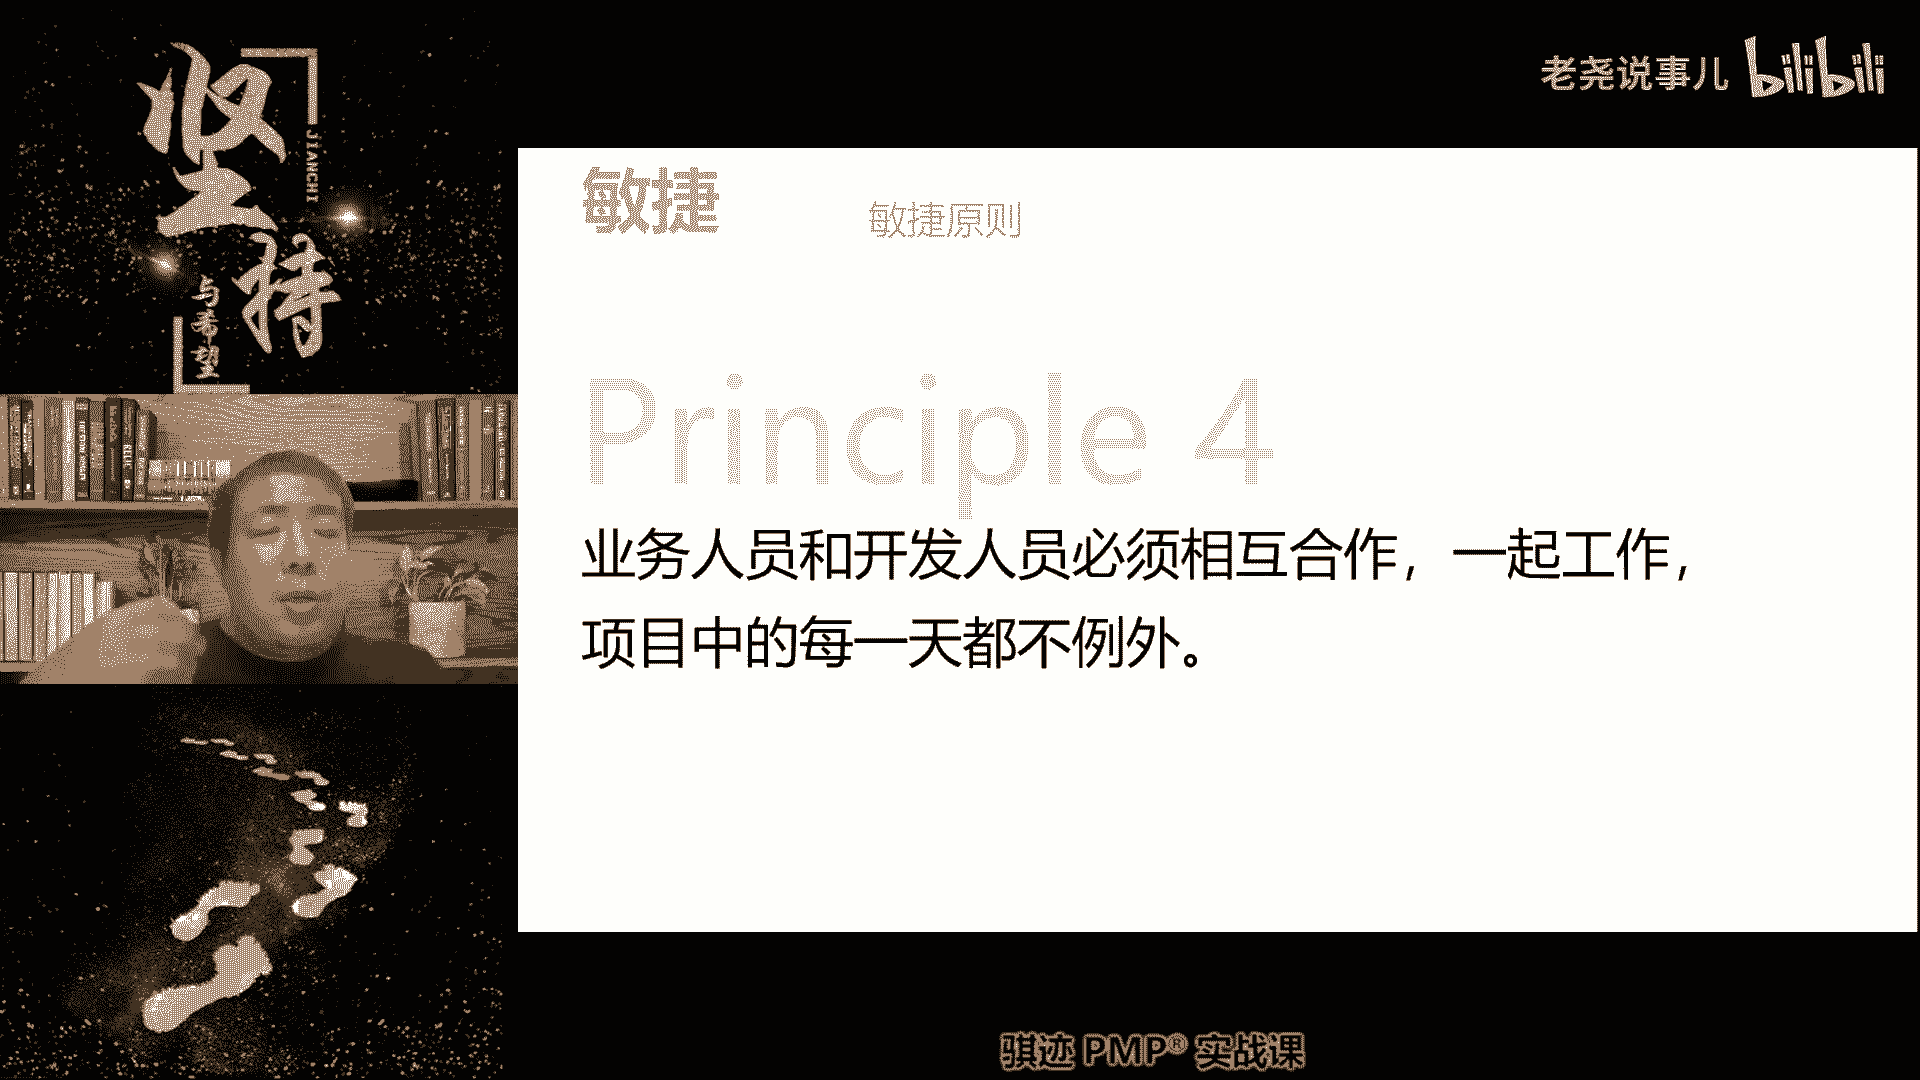 坚持
JIANCHI
与希望
老尧说事儿 bilibili
敏捷
敏捷原则
Principle 4
业务人员和开发人员必须相互合作，一起工作，
项目中的每一天都不例外。
骐迹 PMP® 实战课